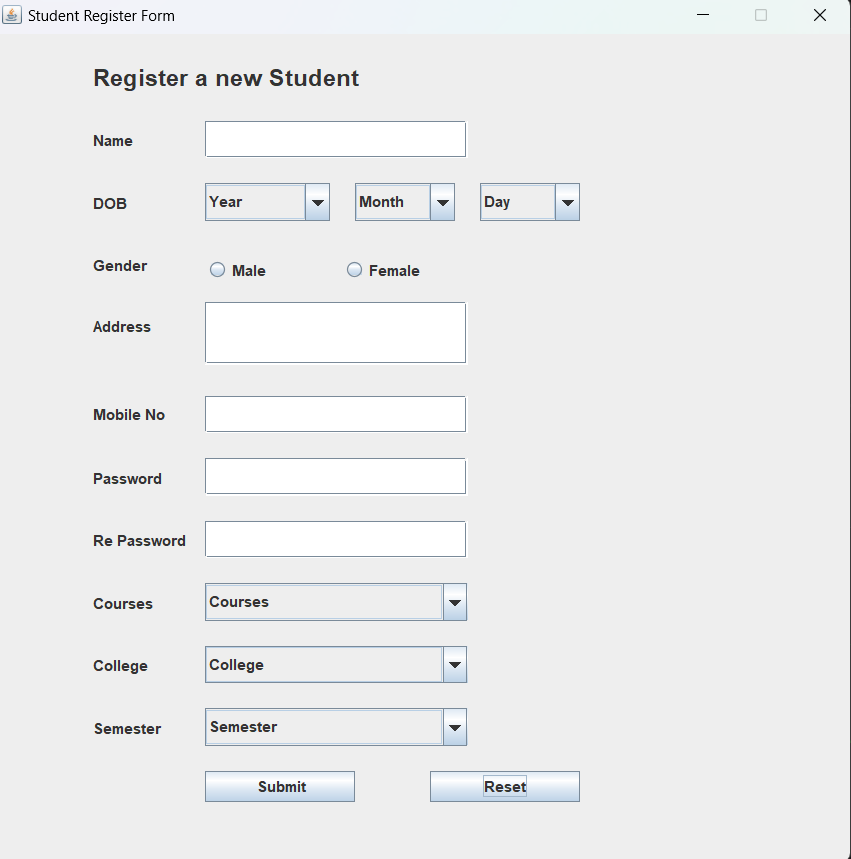 Student Register Form
Register a new Student
Name
DOB Year Month Day
Gender Male Female
Address
Mobile No
Password
Re Password
Courses Courses
College College
Semester Semester
Submit Reset